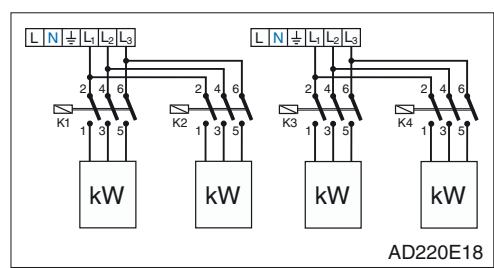 L N ⏚ L1 L2 L3 L N ⏚ L1 L2 L3
2 4 6 2 4 6 2 4 6 2 4 6
K1 K2 K3 K4
1 3 5 1 3 5 1 3 5 1 3 5
kW kW kW kW
AD220E18